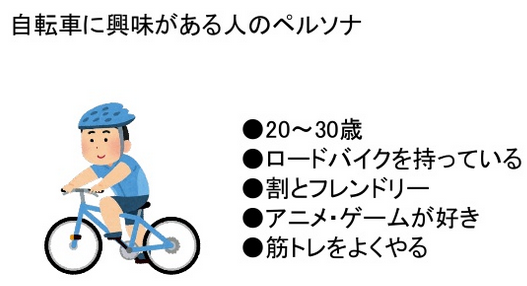 自転車に興味がある人のペルソナ
●20～30歳
●ロードバイクを持っている
●割とフレンドリー
●アニメ・ゲームが好き
●筋トレをよくやる